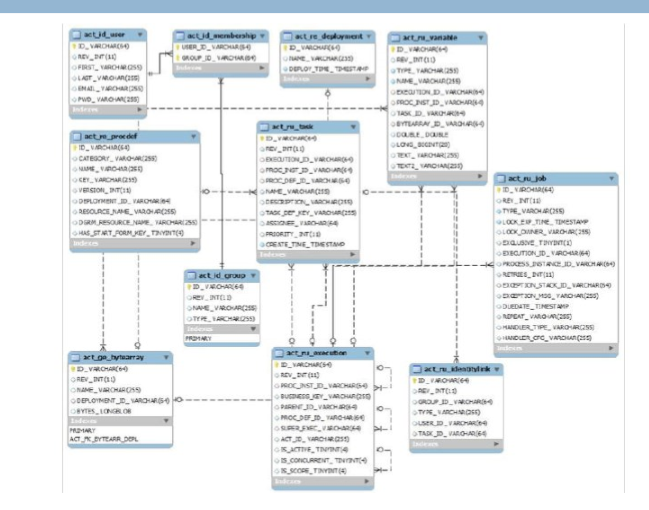 act_id_user
ID_ VARCHAR(64)
REV_ INT(11)
FIRST_ VARCHAR(255)
LAST_ VARCHAR(255)
EMAIL_ VARCHAR(255)
PWD_ VARCHAR(255)
Indexes
act_id_membership
USER_ID_ VARCHAR(64)
GROUP_ID_ VARCHAR(64)
Indexes
act_re_deployment
ID_ VARCHAR(64)
NAME_ VARCHAR(255)
DEPLOY_TIME_ TIMESTAMP
Indexes
act_ru_variable
ID_ VARCHAR(64)
REV_ INT(11)
TYPE_ VARCHAR(255)
NAME_ VARCHAR(255)
EXECUTION_ID_ VARCHAR(64)
PROC_INST_ID_ VARCHAR(64)
TASK_ID_ VARCHAR(64)
BYTEARRAY_ID_ VARCHAR(64)
DOUBLE_ DOUBLE
LONG_ BIGINT(20)
TEXT_ VARCHAR(255)
TEXT2_ VARCHAR(255)
Indexes
act_re_procdef
ID_ VARCHAR(64)
CATEGORY_ VARCHAR(255)
NAME_ VARCHAR(255)
KEY_ VARCHAR(255)
VERSION_ INT(11)
DEPLOYMENT_ID_ VARCHAR(64)
RESOURCE_NAME_ VARCHAR(255)
DGRM_RESOURCE_NAME_ VARCHAR(255)
HAS_START_FORM_KEY_ TINYINT(4)
Indexes
act_ru_task
ID_ VARCHAR(64)
REV_ INT(11)
EXECUTION_ID_ VARCHAR(64)
PROC_INST_ID_ VARCHAR(64)
PROC_DEF_ID_ VARCHAR(64)
NAME_ VARCHAR(255)
DESCRIPTION_ VARCHAR(255)
TASK_DEF_KEY_ VARCHAR(255)
ASSIGNEE_ VARCHAR(64)
PRIORITY_ INT(11)
CREATE_TIME_ TIMESTAMP
Indexes
act_ru_job
ID_ VARCHAR(64)
REV_ INT(11)
TYPE_ VARCHAR(255)
LOCK_EXP_TIME_ TIMESTAMP
LOCK_OWNER_ VARCHAR(255)
EXCLUSIVE_ TINYINT(1)
EXECUTION_ID_ VARCHAR(64)
PROCESS_INSTANCE_ID_ VARCHAR(64)
RETRIES_ INT(11)
EXCEPTION_STACK_ID_ VARCHAR(64)
EXCEPTION_MSG_ VARCHAR(255)
DUEDATE_ TIMESTAMP
REPEAT_ VARCHAR(255)
HANDLER_TYPE_ VARCHAR(255)
HANDLER_CFG_ VARCHAR(255)
Indexes
act_id_group
ID_ VARCHAR(64)
REV_ INT(11)
NAME_ VARCHAR(255)
TYPE_ VARCHAR(255)
Indexes
PRIMARY
act_ge_bytearray
ID_ VARCHAR(64)
REV_ INT(11)
NAME_ VARCHAR(255)
DEPLOYMENT_ID_ VARCHAR(64)
BYTES_ LONGBLOB
Indexes
PRIMARY
ACT_FK_BYTEARR_DEPL
act_ru_execution
ID_ VARCHAR(64)
REV_ INT(11)
PROC_INST_ID_ VARCHAR(64)
BUSINESS_KEY_ VARCHAR(255)
PARENT_ID_ VARCHAR(64)
PROC_DEF_ID_ VARCHAR(64)
SUPER_EXEC_ VARCHAR(64)
ACT_ID_ VARCHAR(255)
IS_ACTIVE_ TINYINT(4)
IS_CONCURRENT_ TINYINT(4)
IS_SCOPE_ TINYINT(4)
Indexes
act_ru_identitylink
ID_ VARCHAR(64)
REV_ INT(11)
GROUP_ID_ VARCHAR(64)
TYPE_ VARCHAR(255)
USER_ID_ VARCHAR(64)
TASK_ID_ VARCHAR(64)
Indexes